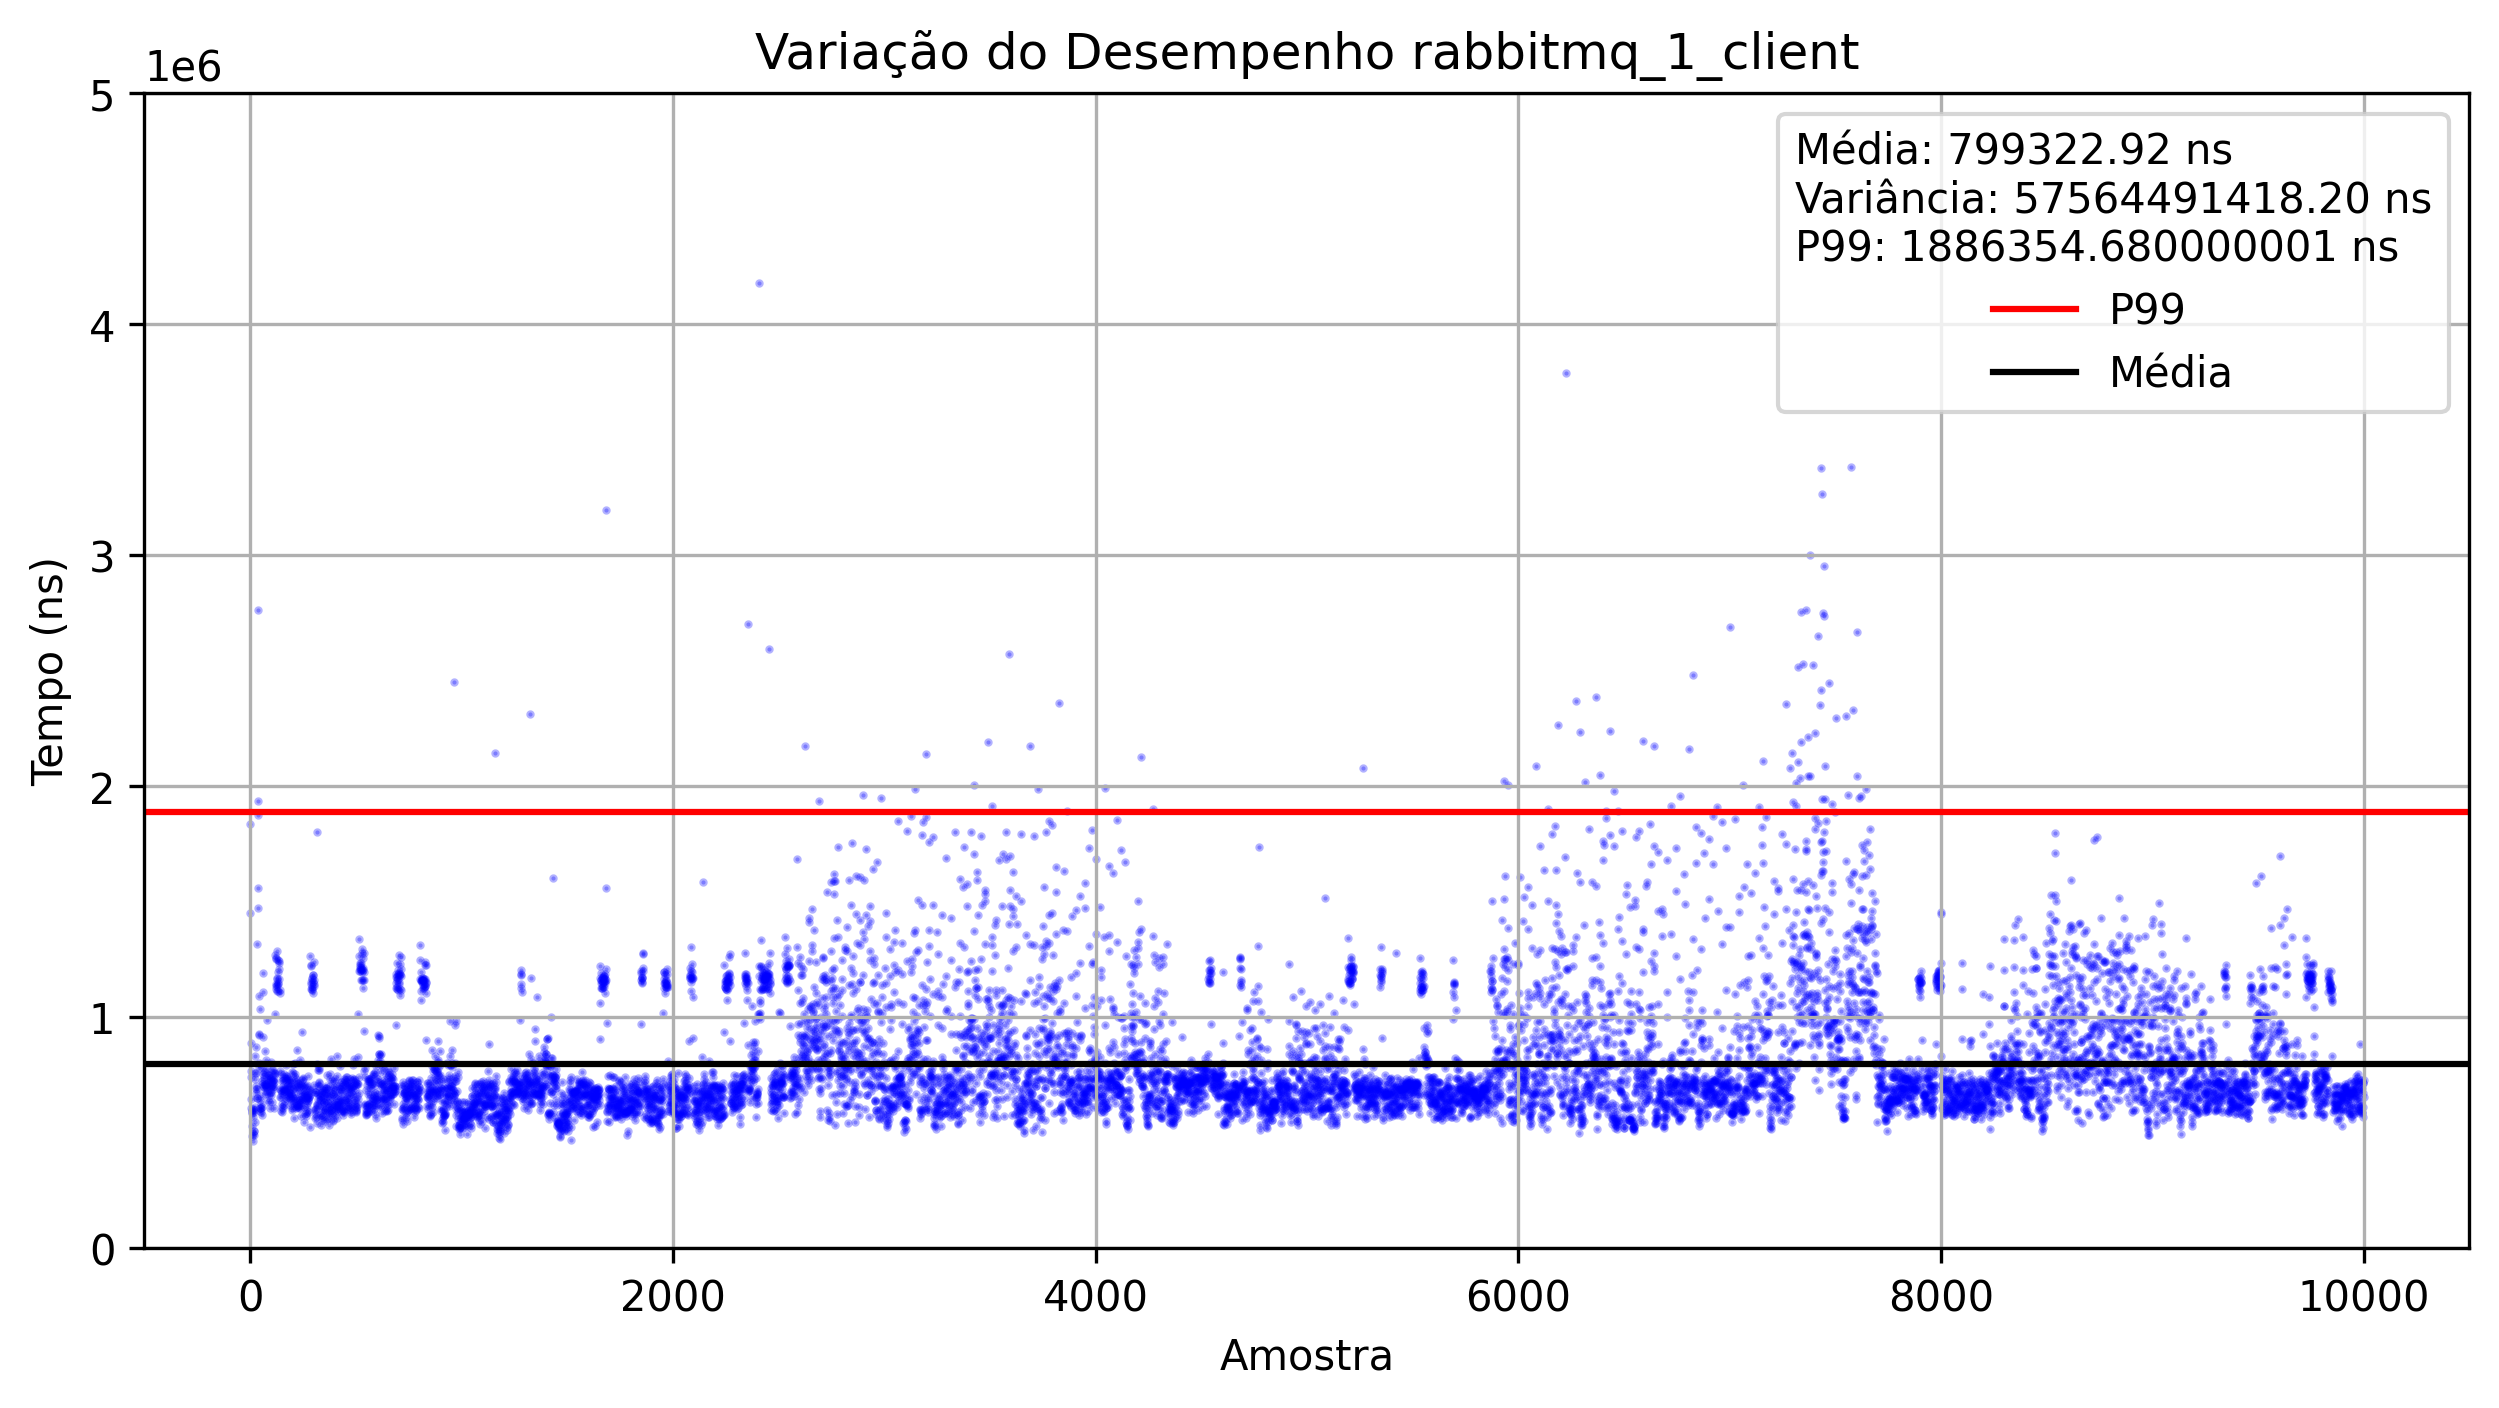 Variação do Desempenho rabbitmq_1_client
1e6
5
4
3
2
1
0
Tempo (ns)
Média: 799322.92 ns
Variância: 57564491418.20 ns
P99: 1886354.680000001 ns
P99
Média
0 2000 4000 6000 8000 10000
Amostra